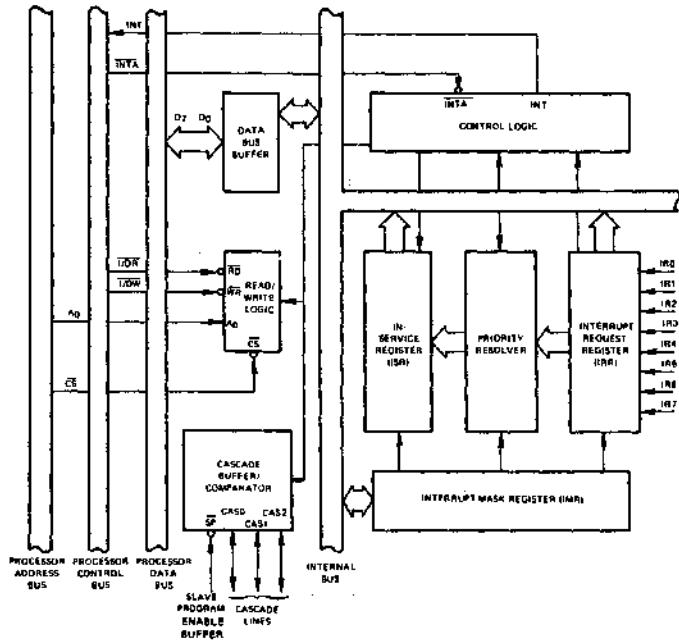 INT
INTA
INTA INT
CONTROL LOGIC
D7 D0
DATA
BUS
BUFFER
I/OR
RD
I/OW
WR
READ/
WRITE
LOGIC
A0
A0
CS
CS
IN-
SERVICE
REGISTER
(ISR)
PRIORITY
RESOLVER
INTERRUPT
REQUEST
REGISTER
(IRR)
IR0
IR1
IR2
IR3
IR4
IR5
IR6
IR7
CASCADE
BUFFER/
COMPARATOR
SP
CAS0
CAS1
CAS2
INTERRUPT MASK REGISTER (IMR)
PROCESSOR
ADDRESS
BUS
PROCESSOR
CONTROL
BUS
PROCESSOR
DATA
BUS
INTERNAL
BUS
SLAVE
PROGRAM
ENABLE
BUFFER
CASCADE
LINES